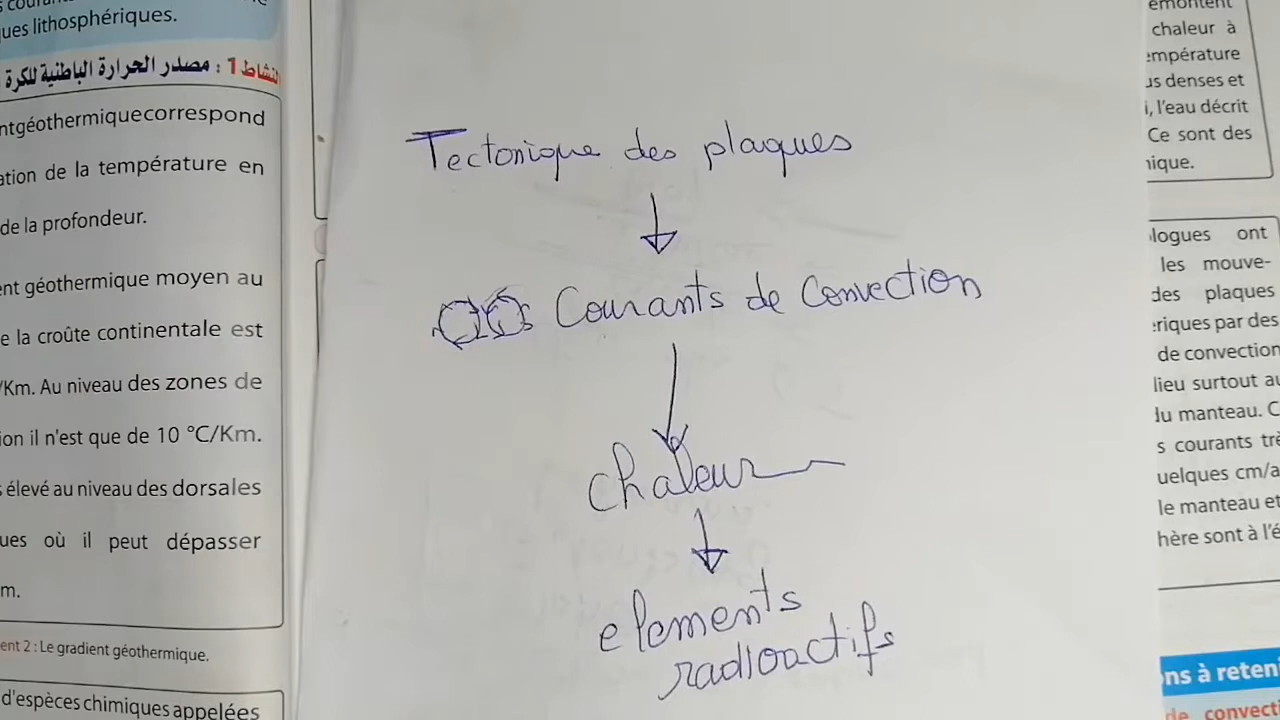 ques lithosphériques.
النشاط 1 : مصدر الحرارة الباطنية للكرة
correspond
ation de la température en
de la profondeur.
ent géothermique moyen au
e la croûte continentale est
/Km. Au niveau des zones de
ion il n'est que de 10 °C/Km.
s élevé au niveau des dorsales
ues où il peut dépasser
m.
ent 2 : Le gradient géothermique.
d'espèces chimiques appelées
Tectonique des plaques
Courants de Convection
chaleur
elements
radioactifs
émontent
chaleur à
empérature
us denses et
i, l'eau décrit
Ce sont des
nique.
logues ont
les mouve-
des plaques
ériques par des
de convection
lieu surtout au
du manteau. C
s courants trè
uelques cm/a
le manteau et
hère sont à l'é
ns à reteni
de convecti